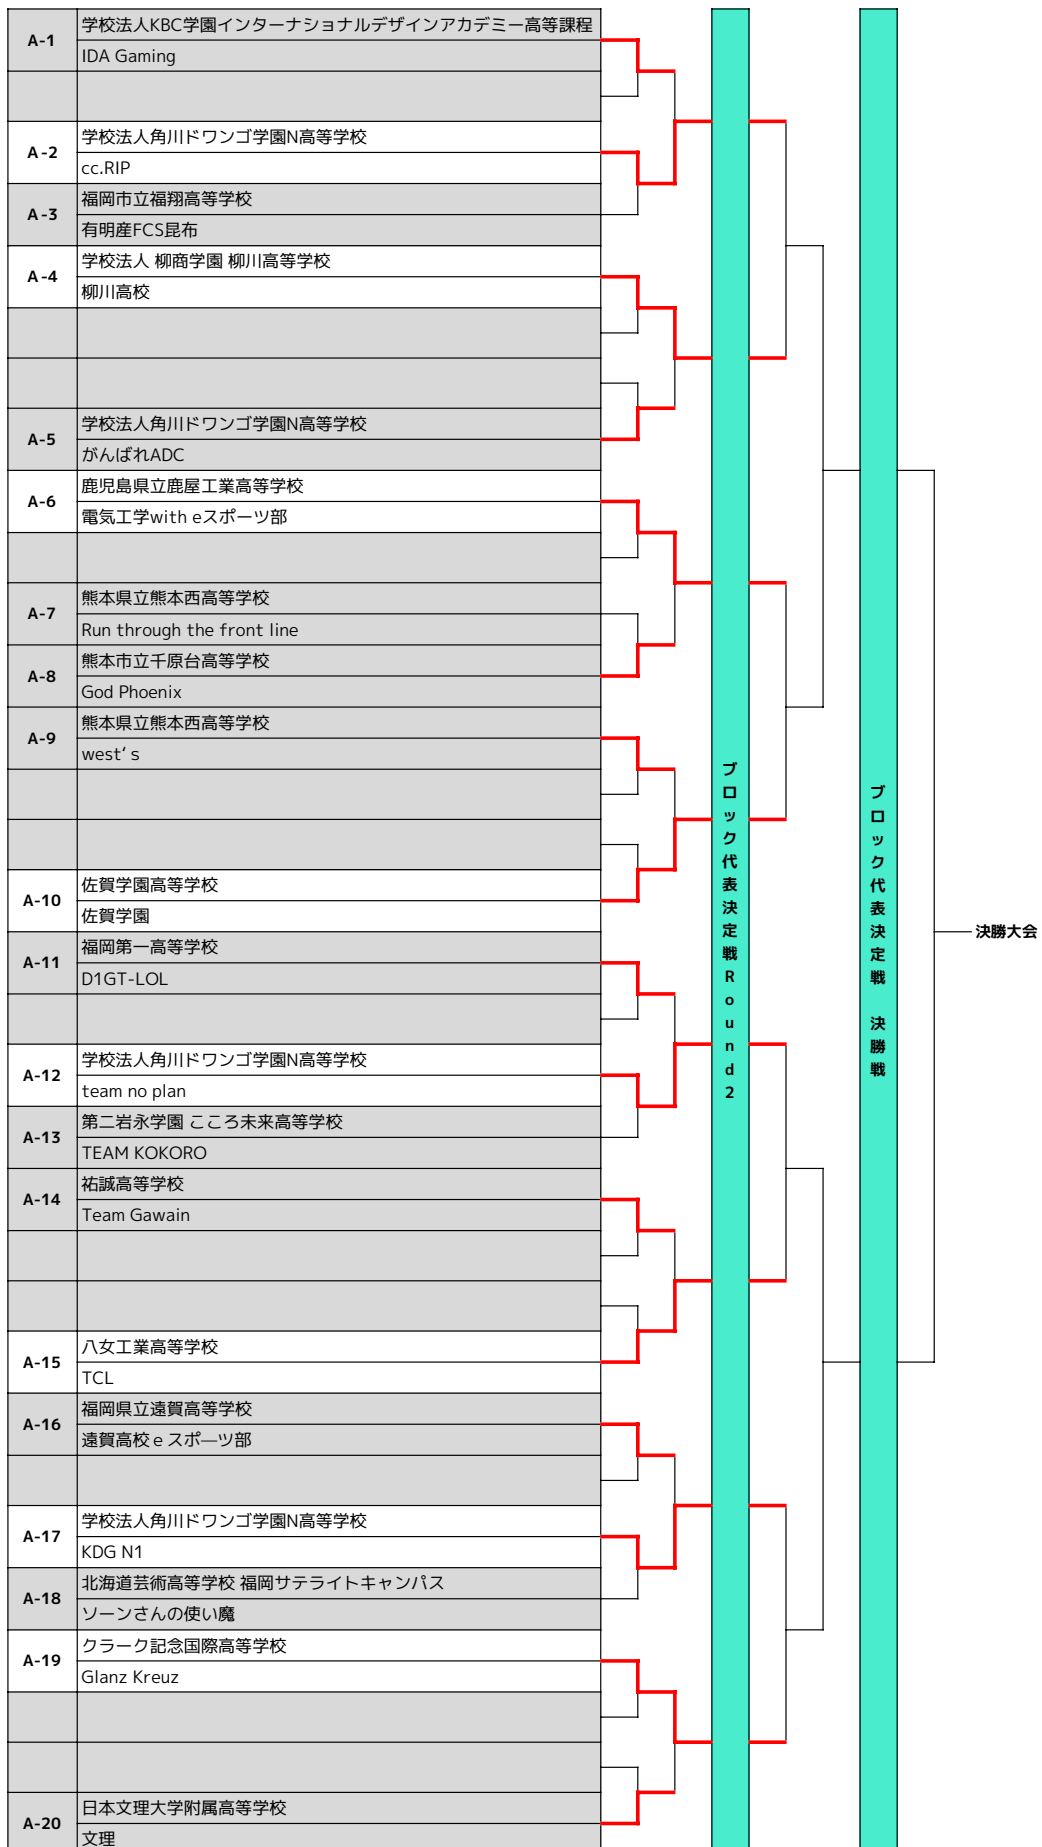 A-1
学校法人KBC学園インターナショナルデザインアカデミー高等課程
IDA Gaming
A-2
学校法人角川ドワンゴ学園N高等学校
cc.RIP
A-3
福岡市立福翔高等学校
有明産FCS昆布
A-4
学校法人 柳商学園 柳川高等学校
柳川高校
A-5
学校法人角川ドワンゴ学園N高等学校
がんばれADC
A-6
鹿児島県立鹿屋工業高等学校
電気工学with eスポーツ部
A-7
熊本県立熊本西高等学校
Run through the front line
A-8
熊本市立千原台高等学校
God Phoenix
A-9
熊本県立熊本西高等学校
west‘ s
A-10
佐賀学園高等学校
佐賀学園
A-11
福岡第一高等学校
D1GT-LOL
A-12
学校法人角川ドワンゴ学園N高等学校
team no plan
A-13
第二岩永学園 こころ未来高等学校
TEAM KOKORO
A-14
祐誠高等学校
Team Gawain
A-15
八女工業高等学校
TCL
A-16
福岡県立遠賀高等学校
遠賀高校 e スポ―ツ部
A-17
学校法人角川ドワンゴ学園N高等学校
KDG N1
A-18
北海道芸術高等学校 福岡サテライトキャンパス
ソーンさんの使い魔
A-19
クラーク記念国際高等学校
Glanz Kreuz
A-20
日本文理大学附属高等学校
文理
ブロック代表決定戦Round2
ブロック代表決定戦 決勝戦
決勝大会